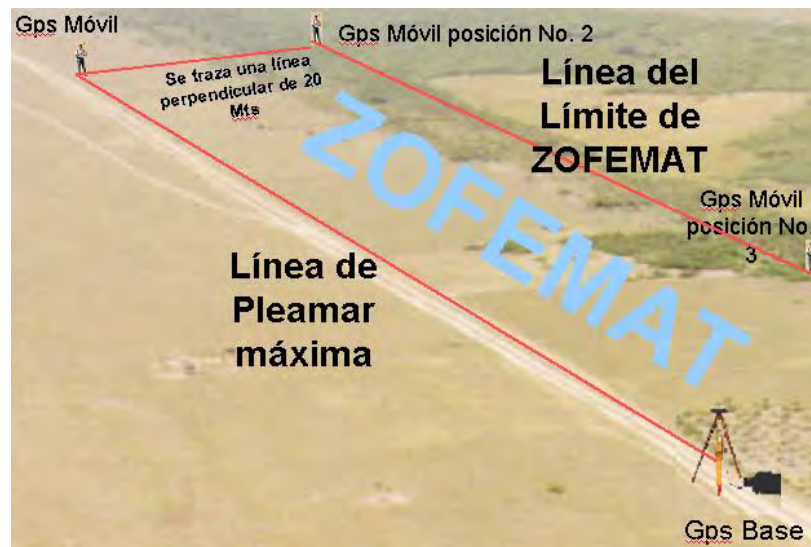 Gps Móvil
Gps Móvil posición No. 2
Se traza una línea
perpendicular de 20
Mts
Línea del
Límite de
ZOFEMAT
ZOFEMAT
Gps Móvil
posición No
3
Línea de
Pleamar
máxima
Gps Base